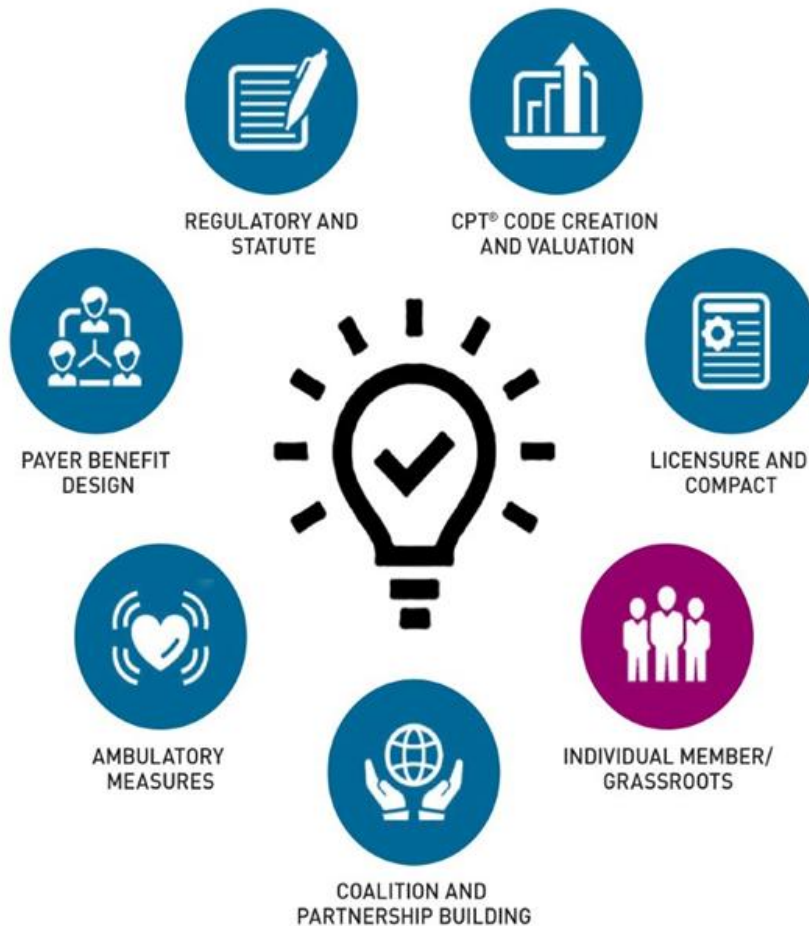 REGULATORY AND
STATUTE
CPT® CODE CREATION
AND VALUATION
PAYER BENEFIT
DESIGN
LICENSURE AND
COMPACT
AMBULATORY
MEASURES
INDIVIDUAL MEMBER/
GRASSROOTS
COALITION AND
PARTNERSHIP BUILDING